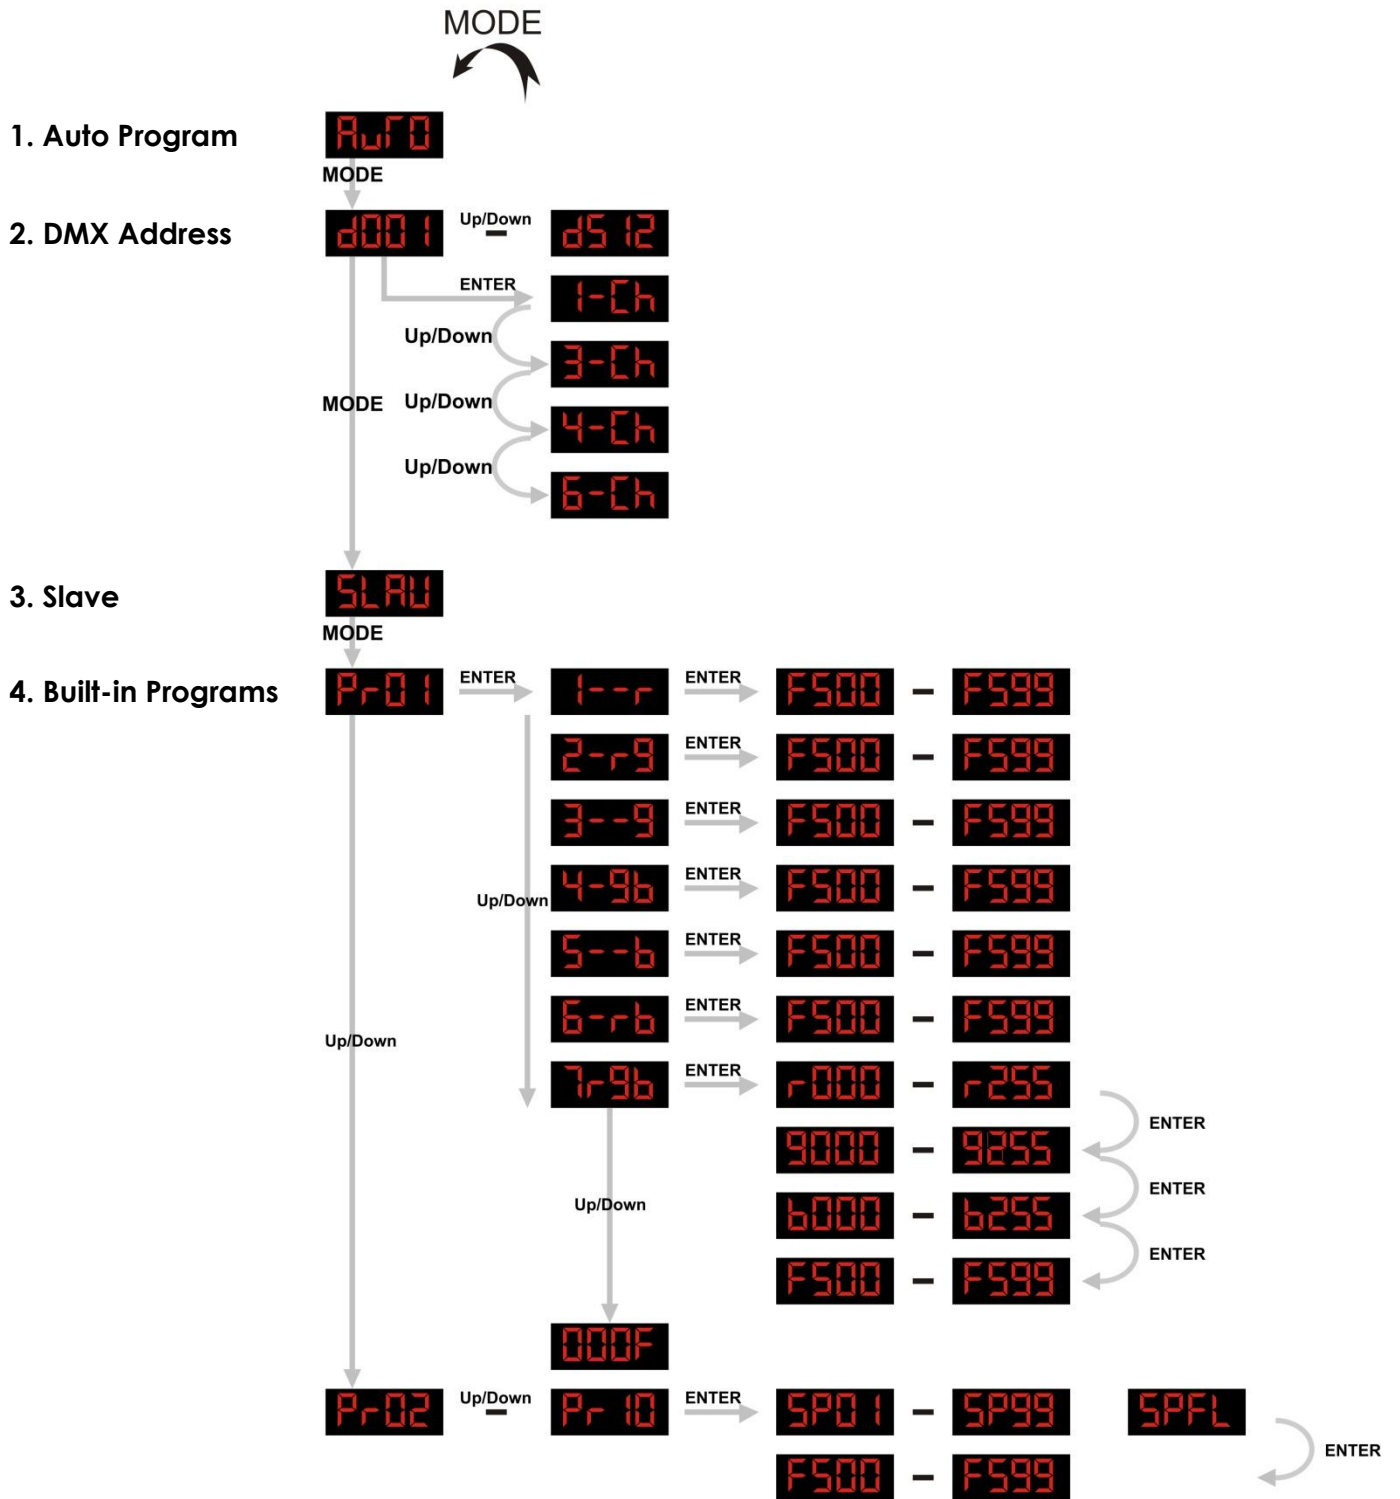 MODE
1. Auto Program AuTO
MODE
2. DMX Address d001 Up/Down - d512
ENTER 1-Ch
Up/Down
3-Ch
MODE Up/Down
4-Ch
Up/Down
6-Ch
3. Slave SLAU
MODE
4. Built-in Programs Pr01 ENTER 1--r ENTER FS00 - FS99
2-rg ENTER FS00 - FS99
3--g ENTER FS00 - FS99
Up/Down 4-gb ENTER FS00 - FS99
5--b ENTER FS00 - FS99
Up/Down 6-rb ENTER FS00 - FS99
7rgb ENTER r000 - r255
ENTER
g000 - g255
ENTER
Up/Down b000 - b255
ENTER
FS00 - FS99
000F
Pr02 Up/Down - Pr10 ENTER SP01 - SP99 SPFL
ENTER
FS00 - FS99